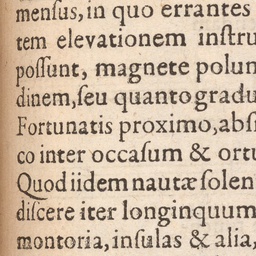 menſus, in quo errantes
tem elevationem inſtru
poſſunt, magnete polun
dinem, ſeu quanto gradu
Fortunatis proximo, abſ
co inter occaſum & ortu
Quod iidem nautæ ſolen
diſcere iter longinquum
montoria, inſulas & alia,